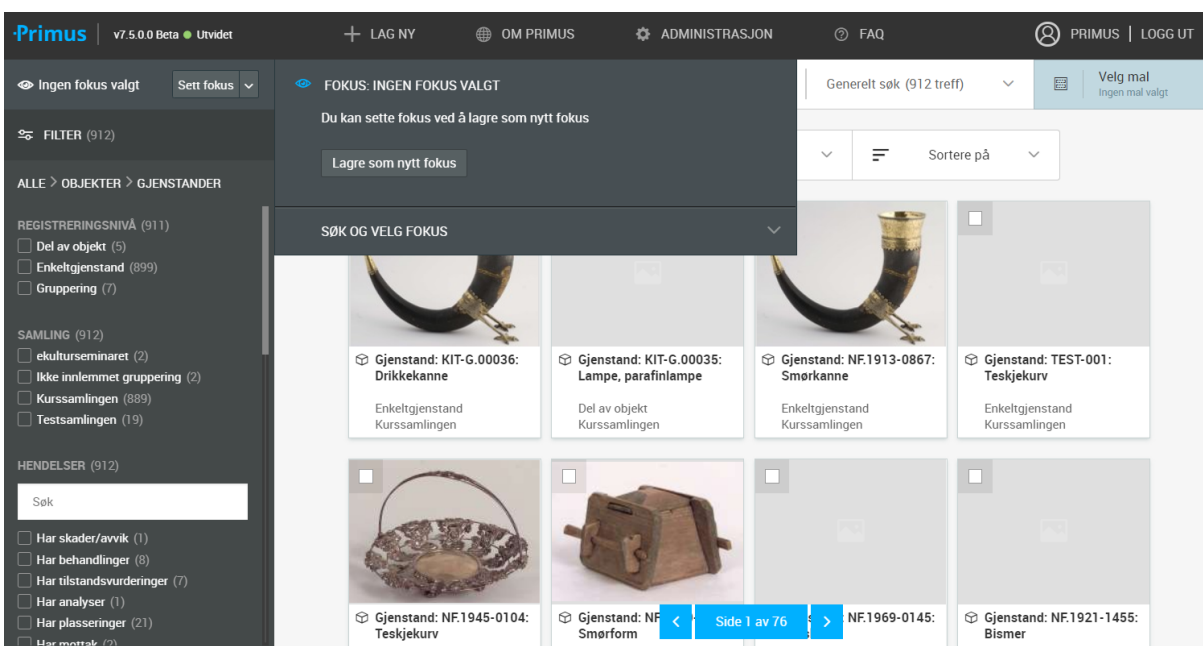 Primus v7.5.0.0 Beta Utvidet
LAG NY
OM PRIMUS
ADMINISTRASJON
FAQ
PRIMUS | LOGG UT
Ingen fokus valgt
Sett fokus
FOKUS: INGEN FOKUS VALGT
Du kan sette fokus ved å lagre som nytt fokus
Lagre som nytt fokus
SØK OG VELG FOKUS
Generelt søk (912 treff)
Velg mal
Ingen mal valgt
Sortere på
FILTER (912)
ALLE > OBJEKTER > GJENSTANDER
REGISTRERINGSNIVÅ (911)
Del av objekt (5)
Enkeltgjenstand (899)
Gruppering (7)
SAMLING (912)
ekulturseminaret (2)
Ikke innlemmet gruppering (2)
Kurssamlingen (889)
Testsamlingen (19)
HENDELSER (912)
Søk
Har skader/avvik (1)
Har behandlinger (8)
Har tilstandsvurderinger (7)
Har analyser (1)
Har plasseringer (21)
Har mottak (2)
Gjenstand: KIT-G.00036:
Drikkekanne
Enkeltgjenstand
Kurssamlingen
Gjenstand: KIT-G.00035:
Lampe, parafinlampe
Del av objekt
Kurssamlingen
Gjenstand: NF.1913-0867:
Smørkanne
Enkeltgjenstand
Kurssamlingen
Gjenstand: TEST-001:
Teskjekurv
Enkeltgjenstand
Kurssamlingen
Gjenstand: NF.1945-0104:
Teskjekurv
Gjenstand: NF
Smørform
NF.1969-0145:
Gjenstand: NF.1921-1455:
Bismer
Side 1 av 76